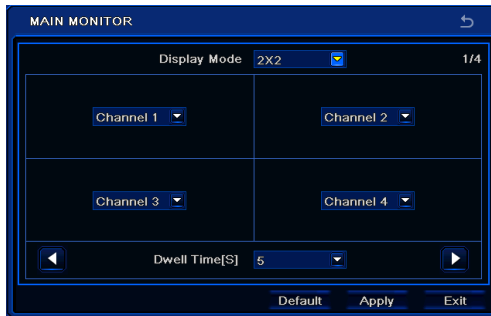 MAIN MONITOR
Display Mode 2X2 1/4
Channel 1 Channel 2
Channel 3 Channel 4
Dwell Time[S] 5
Default Apply Exit